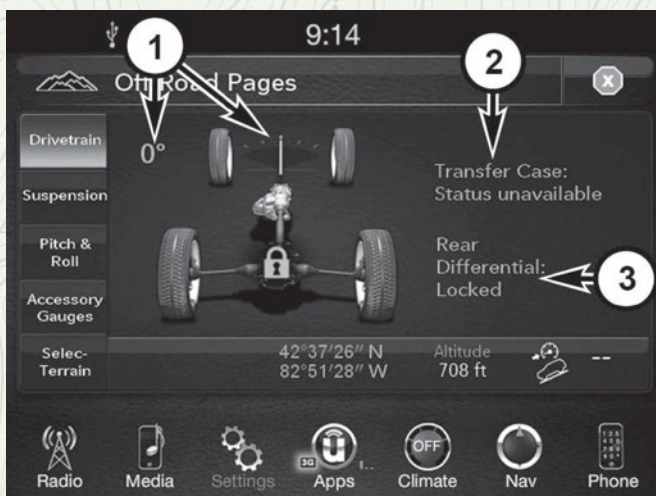 1
9:14
2
Off Road Pages
X
Drivetrain
0°
Transfer Case:
Status unavailable
Suspension
Pitch &
Roll
Rear
Differential:
Locked
3
Accessory
Gauges
Selec-
Terrain
42°37'26" N
82°51'28" W
Altitude
708 ft
--
3G
1..
OFF
Radio
Media
Settings
Apps
Climate
Nav
Phone